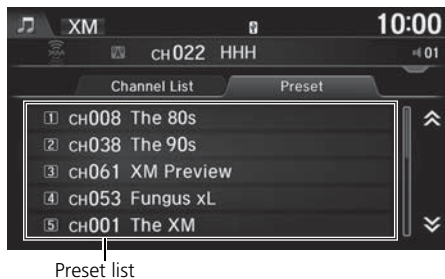 XM 10:00
CH022 HHH 01
Channel List Preset
1 CH008 The 80s
2 CH038 The 90s
3 CH061 XM Preview
4 CH053 Fungus xL
5 CH001 The XM
Preset list